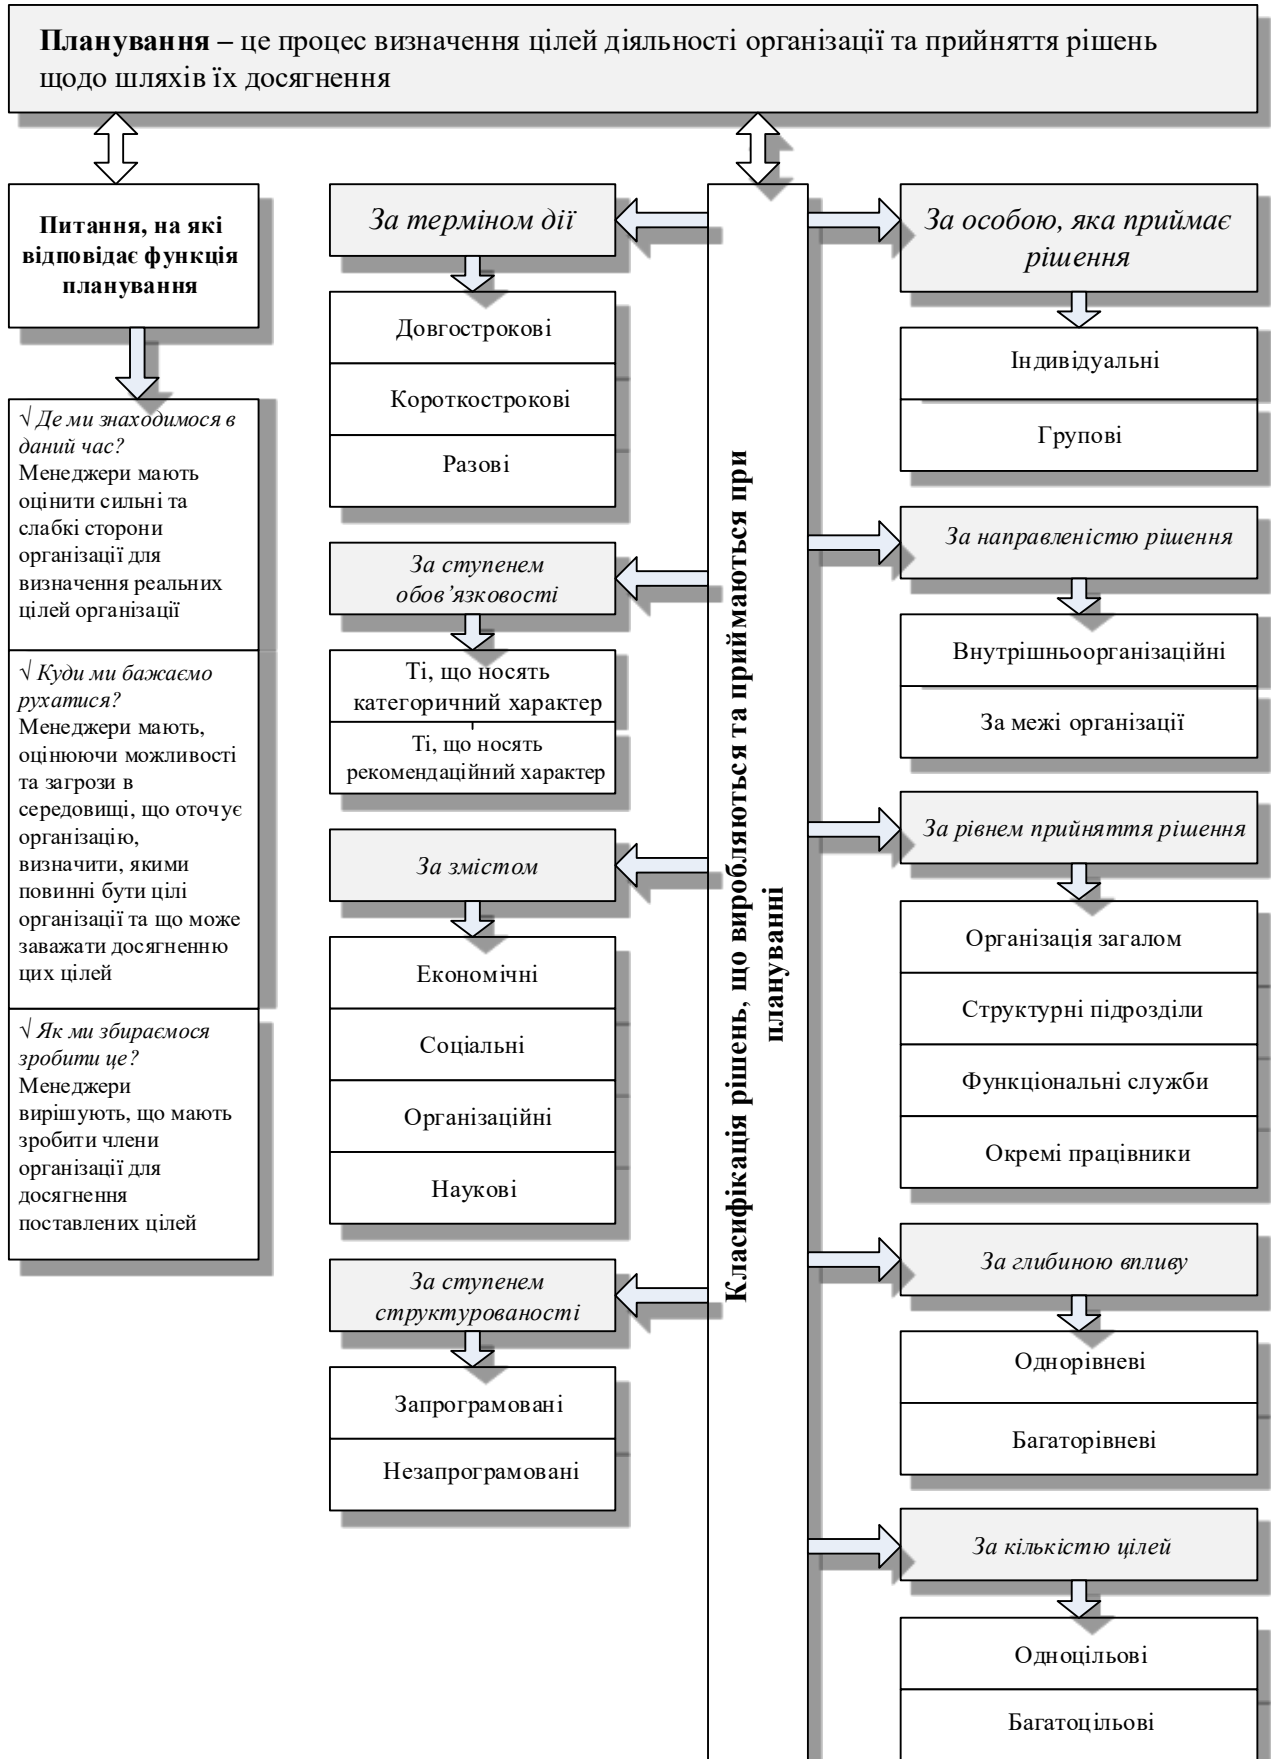 Планування – це процес визначення цілей діяльності організації та прийняття рішень
щодо шляхів їх досягнення
Питання, на які
відповідає функція
планування
√ Де ми знаходимося в
даний час?
Менеджери мають
оцінити сильні та
слабкі сторони
організації для
визначення реальних
цілей організації
√ Куди ми бажаємо
рухатися?
Менеджери мають,
оцінюючи можливості
та загрози в
середовищі, що оточує
організацію,
визначити, якими
повинні бути цілі
організації та що може
заважати досягненню
цих цілей
√ Як ми збираємося
зробити це?
Менеджери
вирішують, що мають
зробити члени
організації для
досягнення
поставлених цілей
За терміном дії
Довгострокові
Короткострокові
Разові
За ступенем
обов’язковості
Ті, що носять
категоричний характер
Ті, що носять
рекомендаційний характер
За змістом
Економічні
Соціальні
Організаційні
Наукові
За ступенем
структурованості
Запрограмовані
Незапрограмовані
Класифікація рішень, що виробляються та приймаються при
плануванні
За особою, яка приймає
рішення
Індивідуальні
Групові
За направленістю рішення
Внутрішньоорганізаційні
За межі організації
За рівнем прийняття рішення
Організація загалом
Структурні підрозділи
Функціональні служби
Окремі працівники
За глибиною впливу
Однорівневі
Багаторівневі
За кількістю цілей
Одноцільові
Багатоцільові